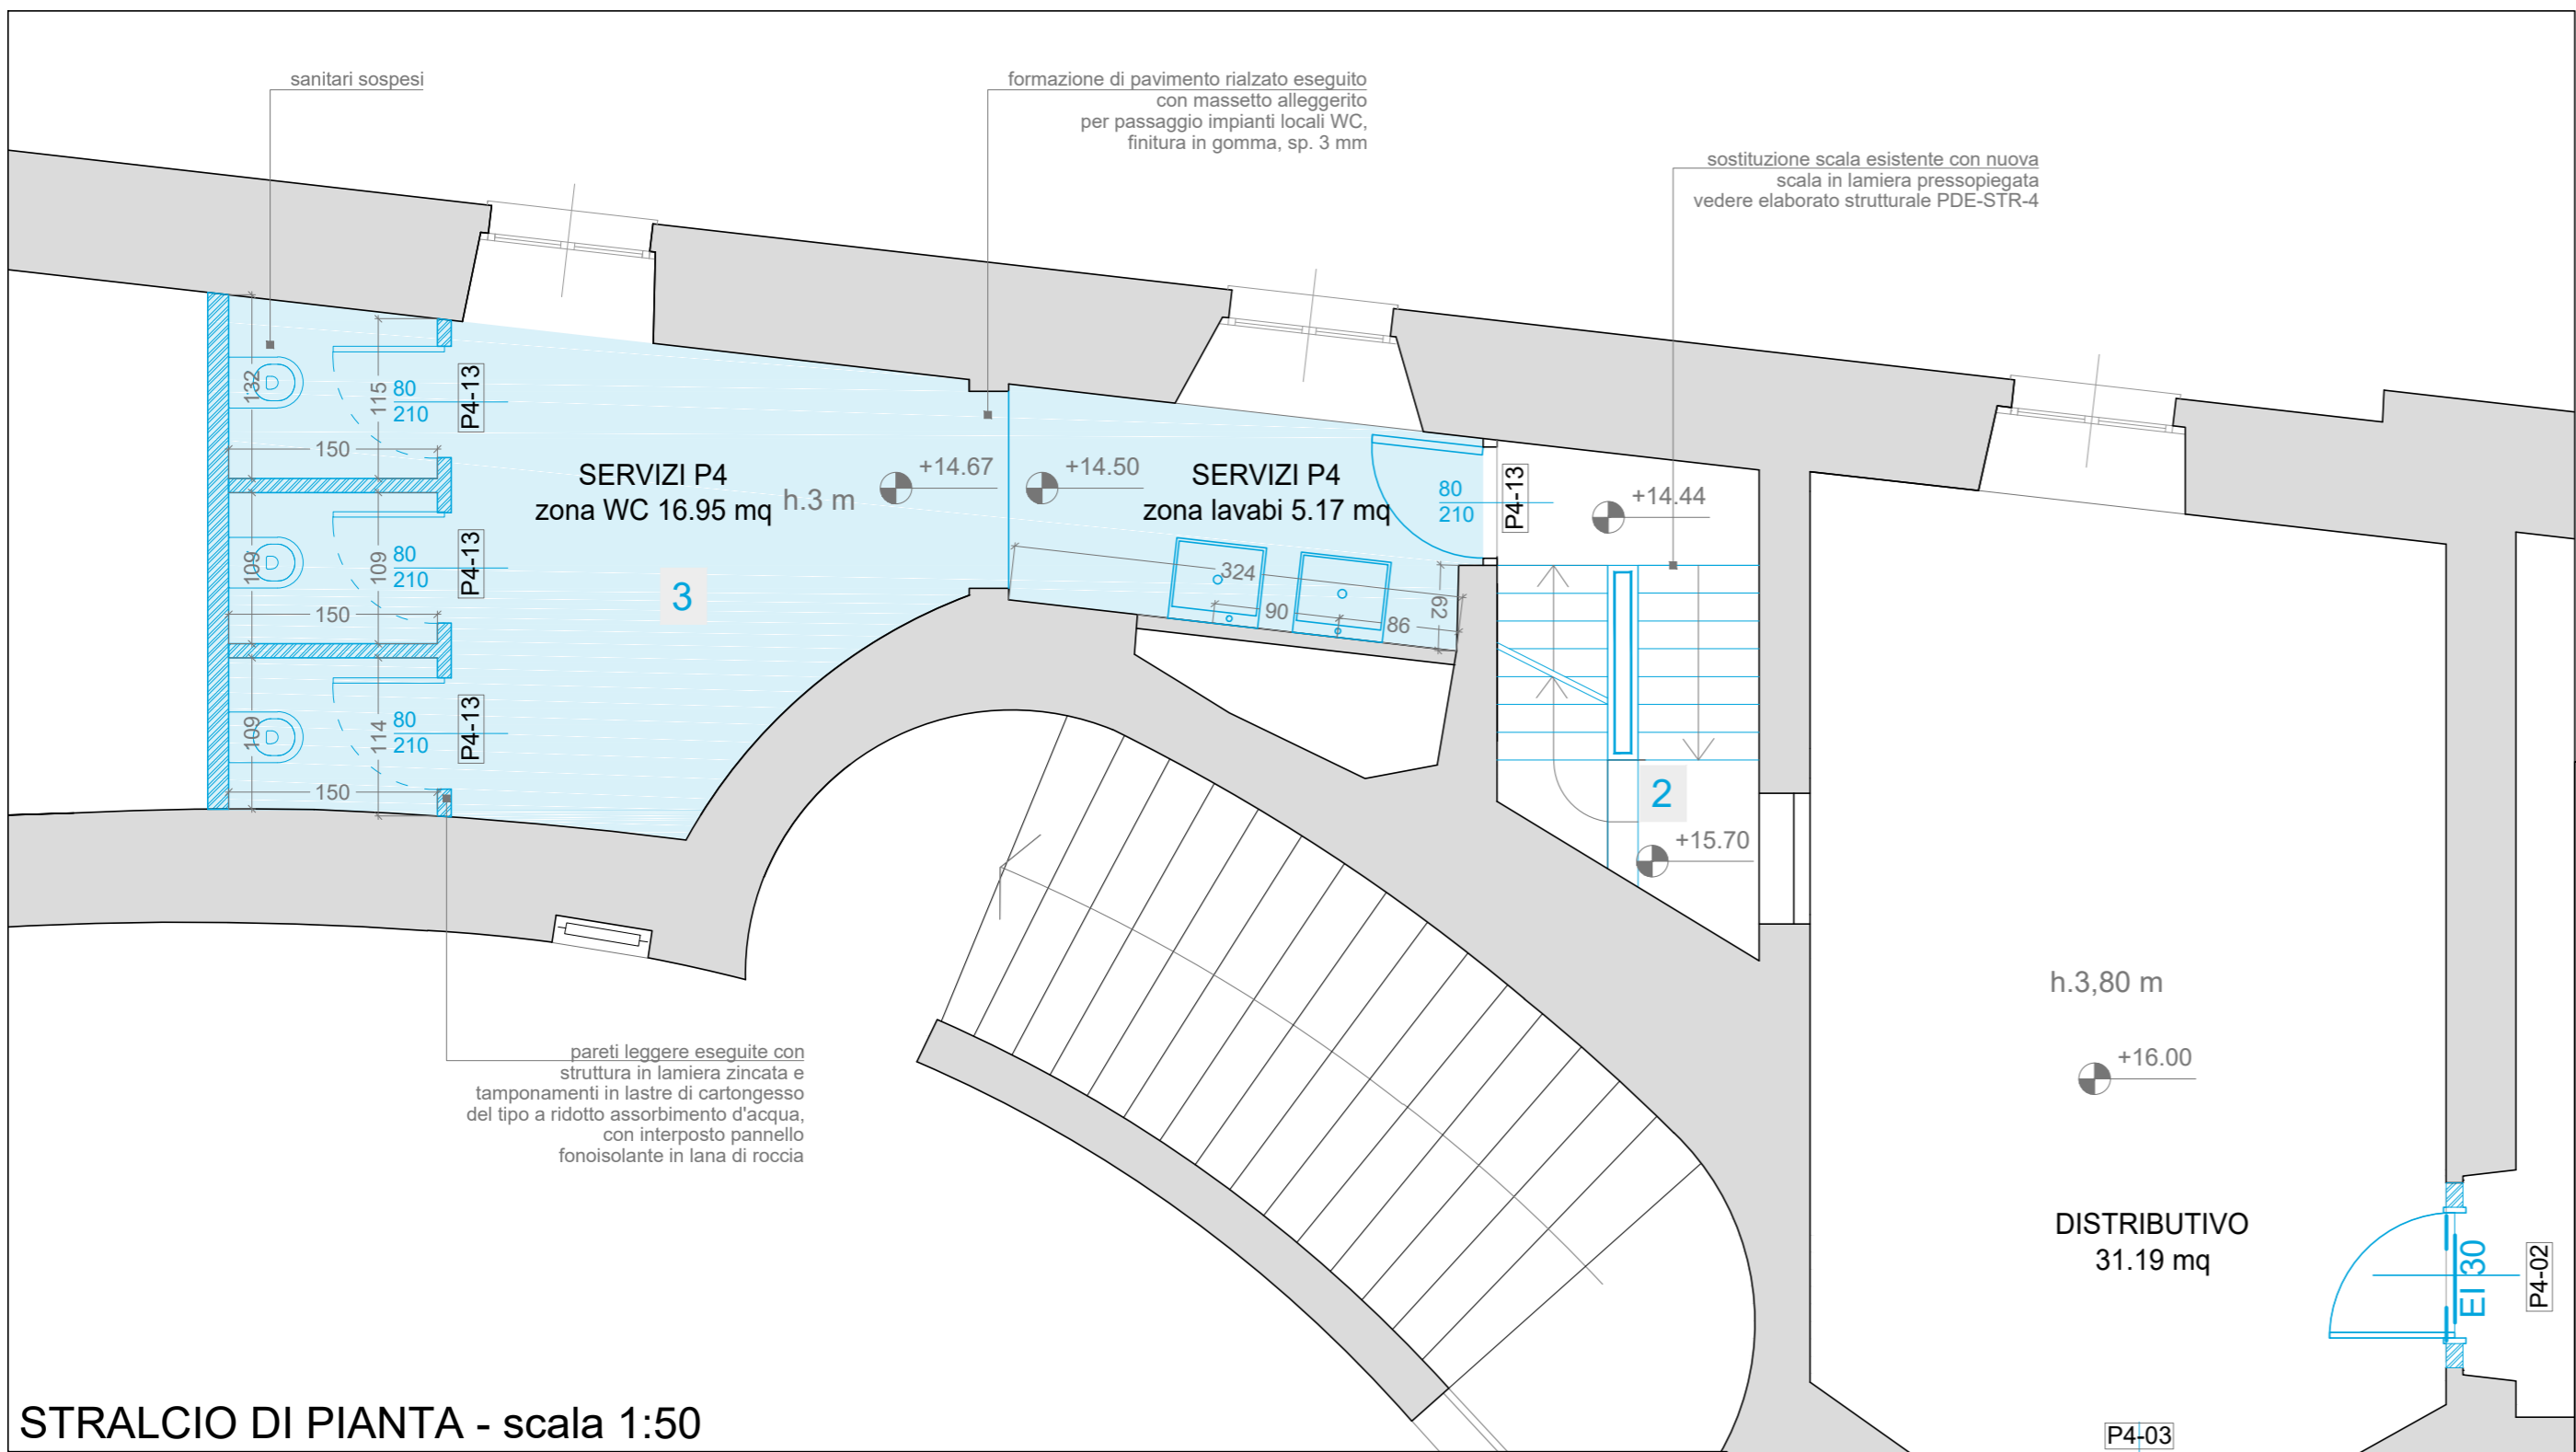 sanitari sospesi
formazione di pavimento rialzato eseguito
con massetto alleggerito
per passaggio impianti locali WC,
finitura in gomma, sp. 3 mm
sostituzione scala esistente con nuova
scala in lamiera pressopiegata
vedere elaborato strutturale PDE-STR-4
132
115
80
210
P4-13
150
SERVIZI P4
zona WC 16.95 mq
h.3 m
+14.67
+14.50
SERVIZI P4
zona lavabi 5.17 mq
80
210
P4-13
+14.44
109
109
80
210
P4-13
150
3
324
90
86
62
109
114
80
210
P4-13
150
2
+15.70
h.3,80 m
+16.00
pareti leggere eseguite con
struttura in lamiera zincata e
tamponamenti in lastre di cartongesso
del tipo a ridotto assorbimento d'acqua,
con interposto pannello
fonoisolante in lana di roccia
DISTRIBUTIVO
31.19 mq
EI 30
P4-02
STRALCIO DI PIANTA - scala 1:50
P4-03